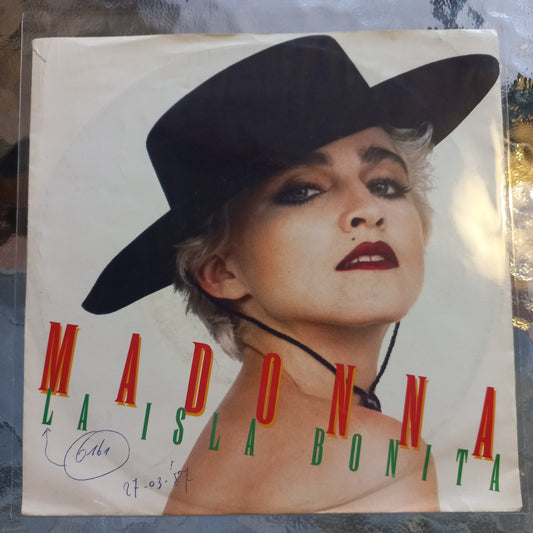 MADONNA
LA ISLA BONITA
6161
27-03-'87